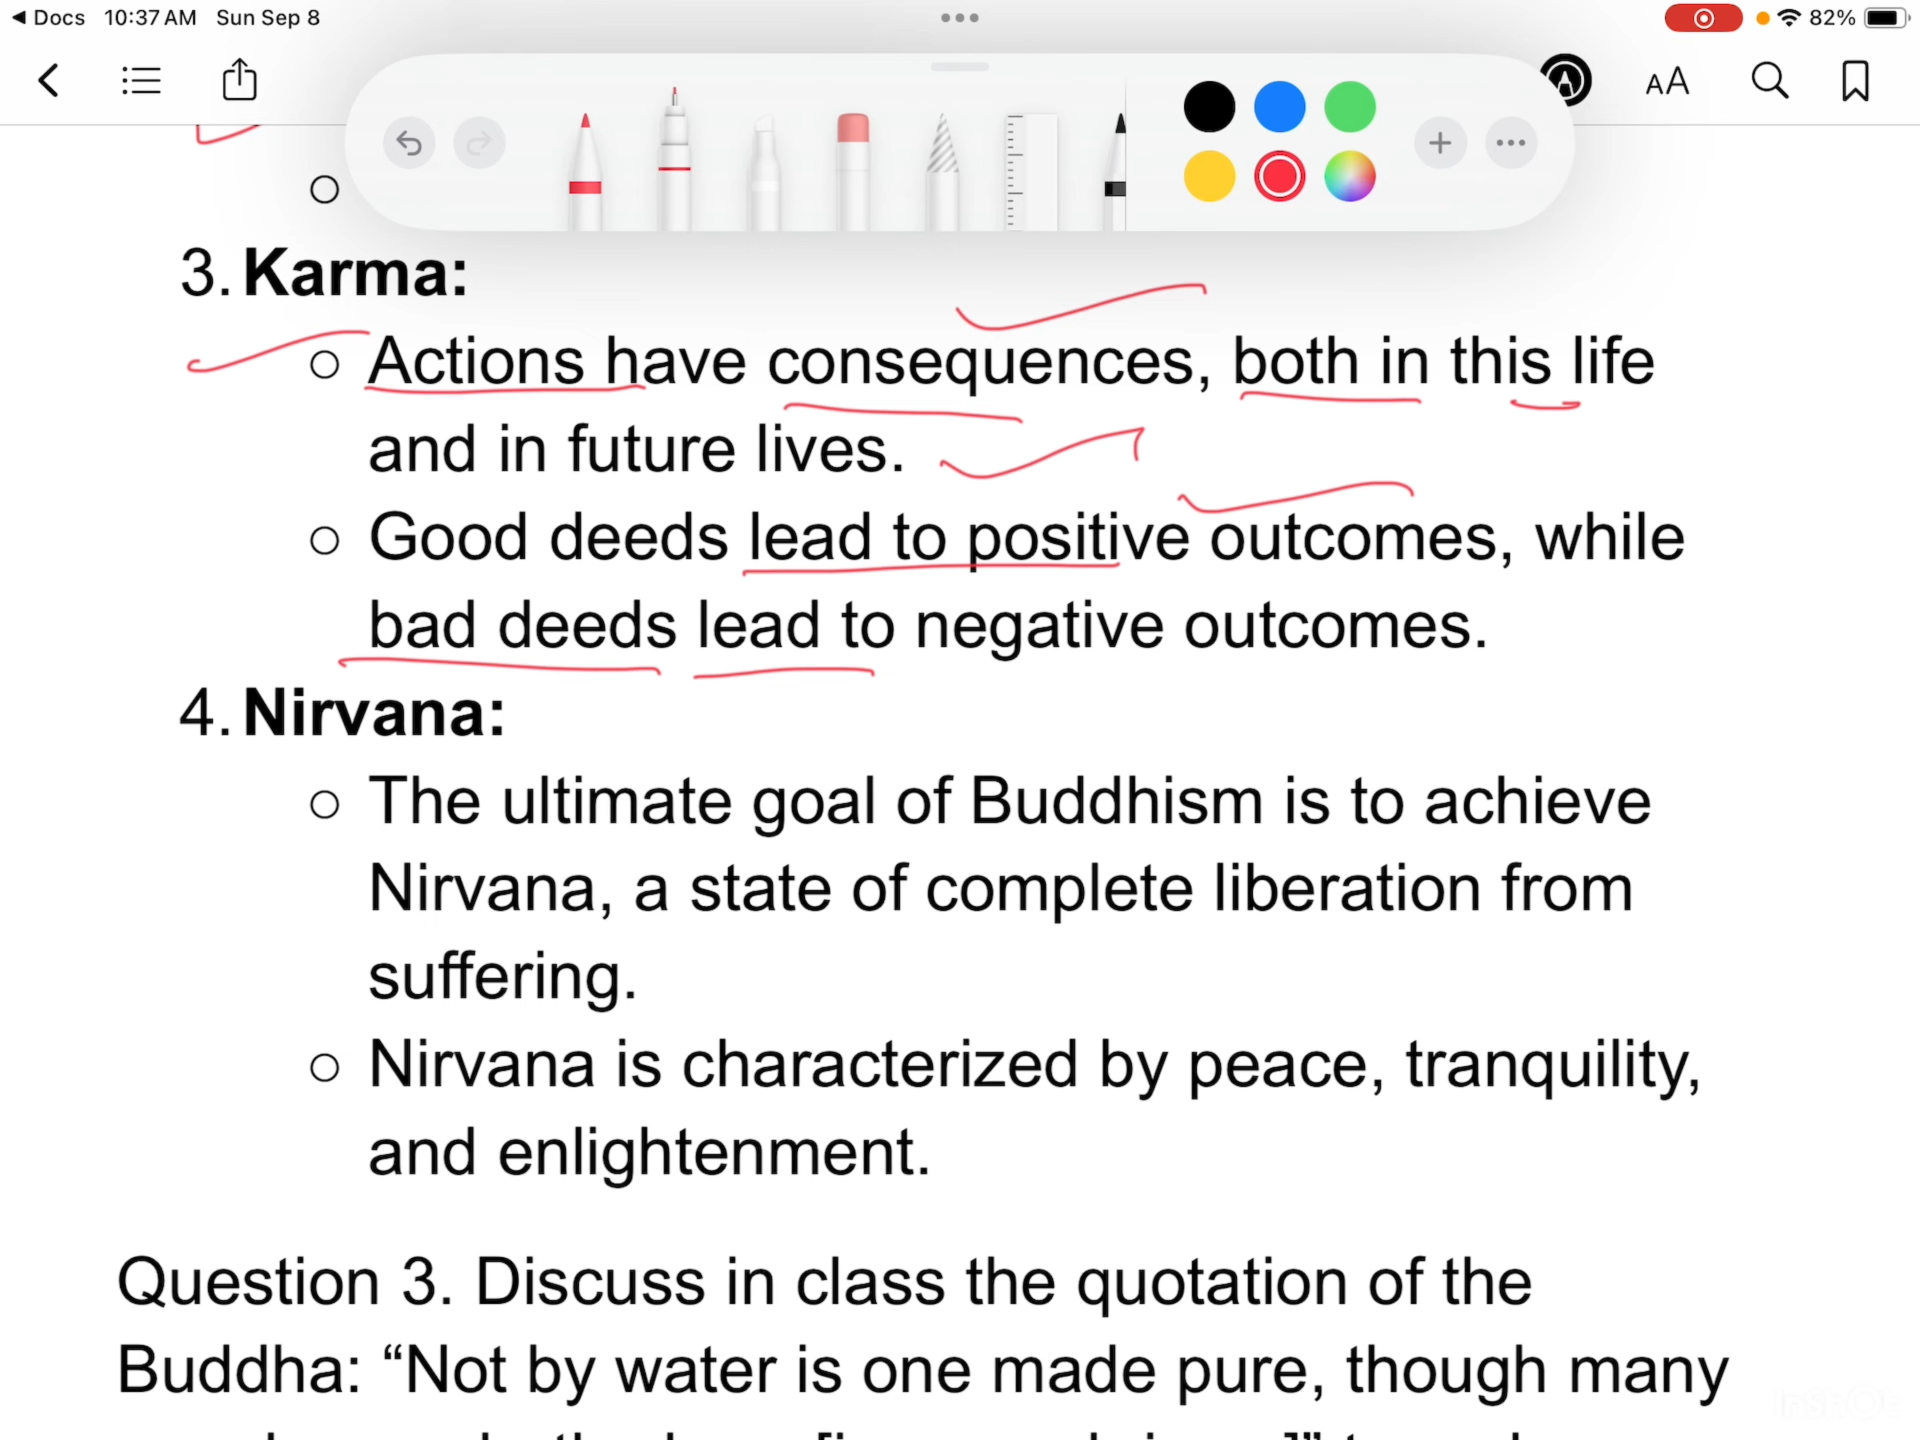 Docs 10:37 AM Sun Sep 8 82%
AA
3. Karma:
Actions have consequences, both in this life
and in future lives.
Good deeds lead to positive outcomes, while
bad deeds lead to negative outcomes.
4. Nirvana:
The ultimate goal of Buddhism is to achieve
Nirvana, a state of complete liberation from
suffering.
Nirvana is characterized by peace, tranquility,
and enlightenment.
Question 3. Discuss in class the quotation of the
Buddha: “Not by water is one made pure, though many
InShOt